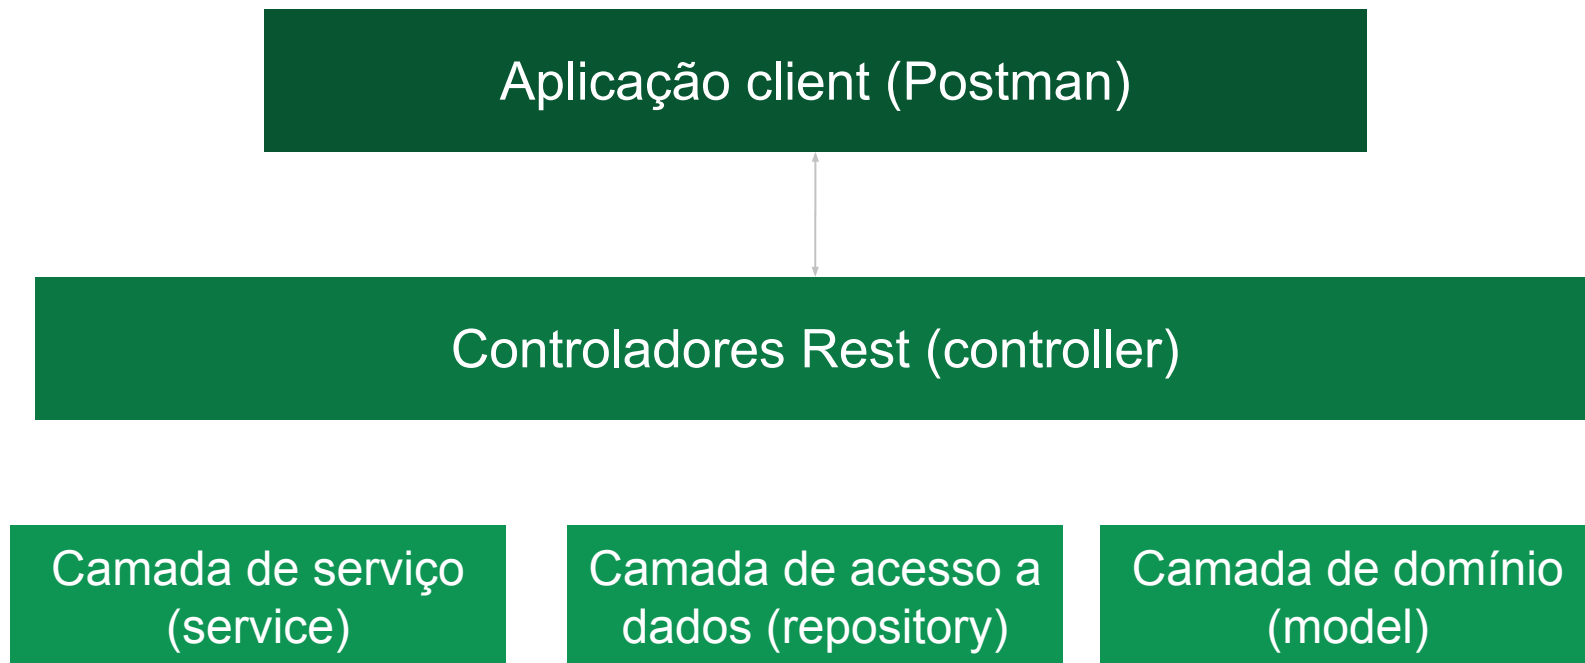 Aplicação client (Postman)
Controladores Rest (controller)
Camada de serviço
(service)
Camada de acesso a
dados (repository)
Camada de domínio
(model)